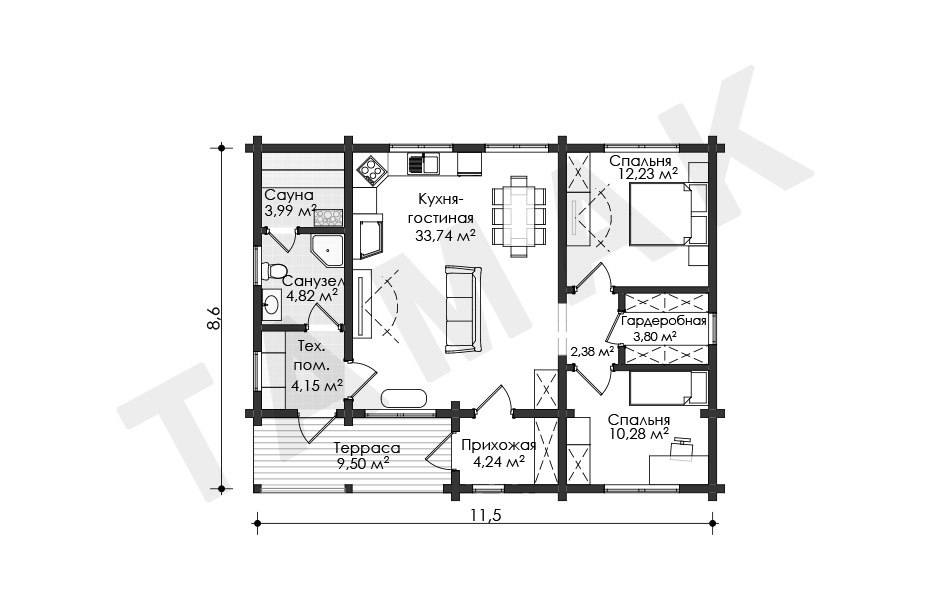 Сауна
3,99 м²
Кухня-
гостиная
33,74 м²
Спальня
12,23 м²
Санузел
4,82 м²
Гардеробная
3,80 м²
2,38 м²
Тех.
пом.
4,15 м²
Спальня
10,28 м²
Терраса
9,50 м²
Прихожая
4,24 м²
8,6
11,5
TAMAK